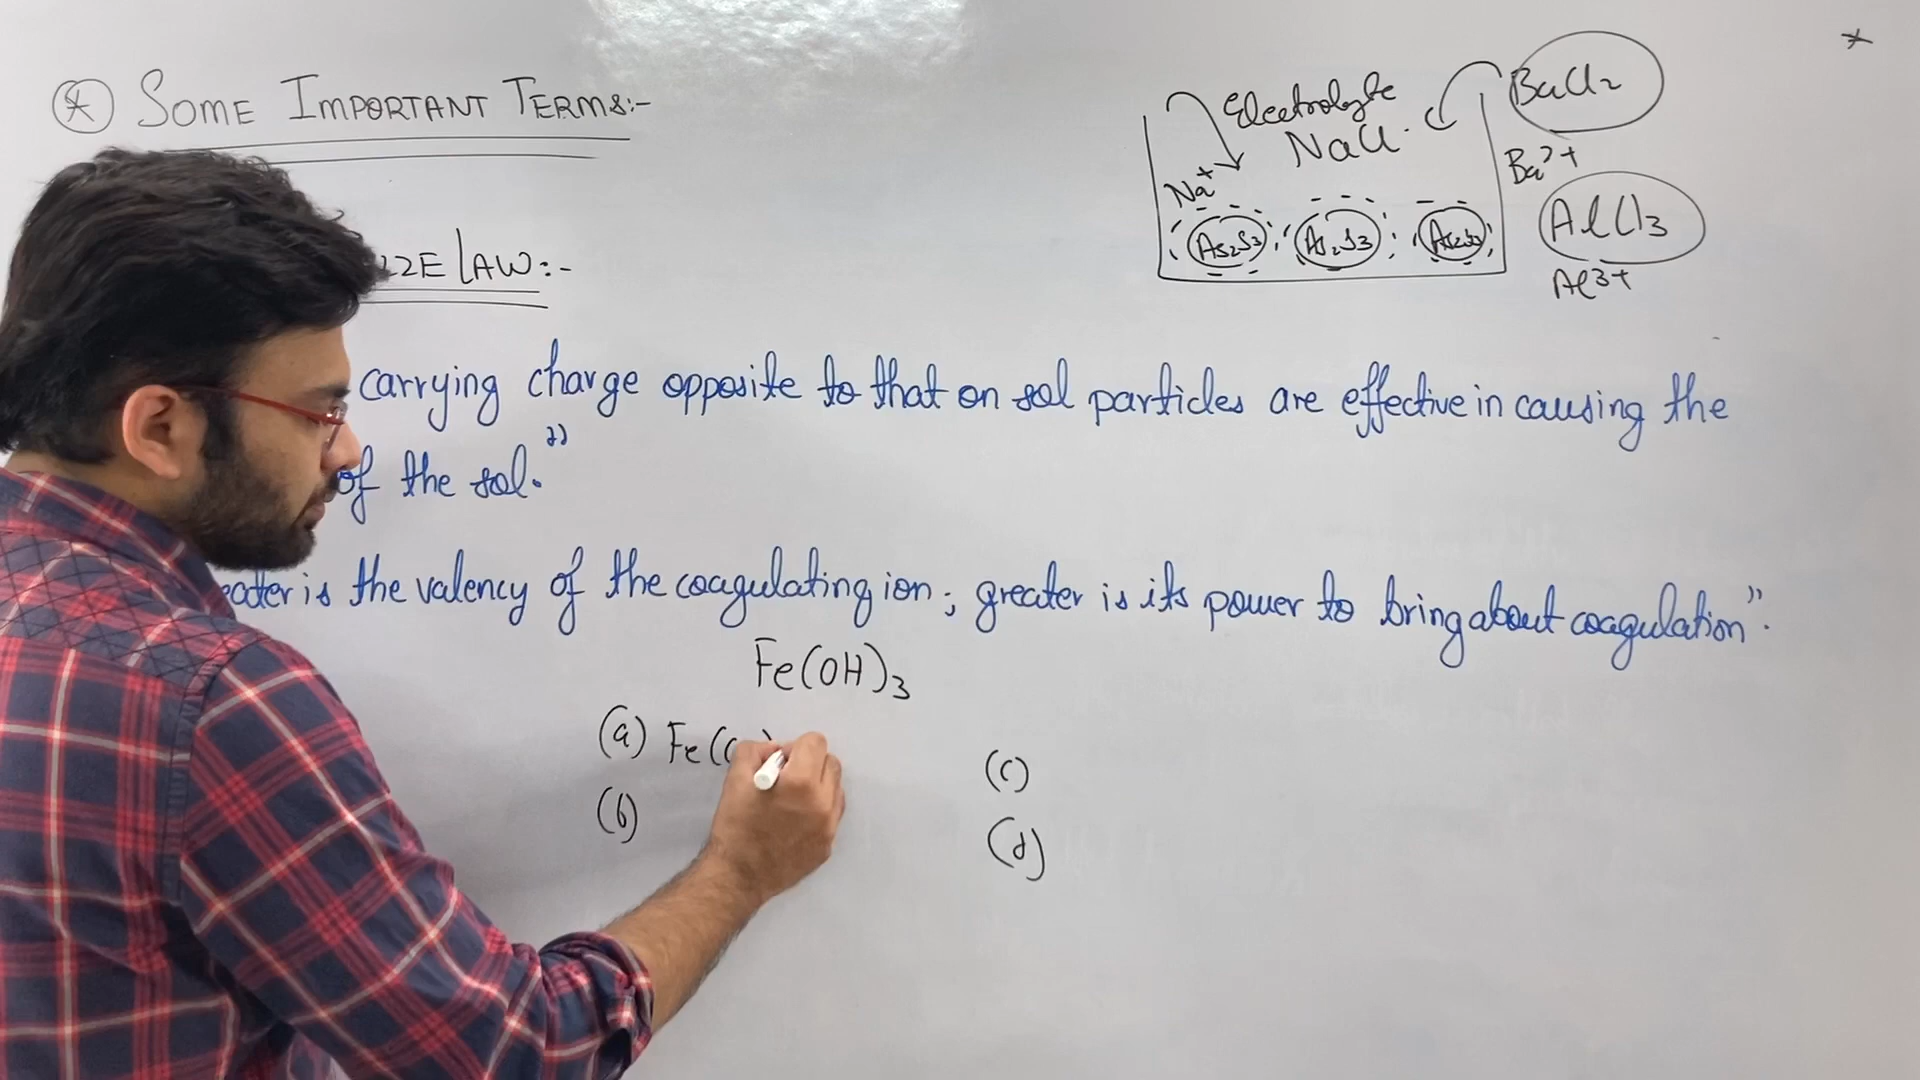 SOME IMPORTANT TERMS:-
Electrolyte
NaCl
BaCl2
Na+
Ba2+
As2S3 As2S3 As2S3
AlCl3
Al3+
LAW:-
carrying charge opposite to that on sol particles are effective in causing the
of the sol."
is the valency of the coagulating ion; greater is its power to bring about coagulation".
Fe(OH)3
(a) Fe(
(b)
(c)
(d)